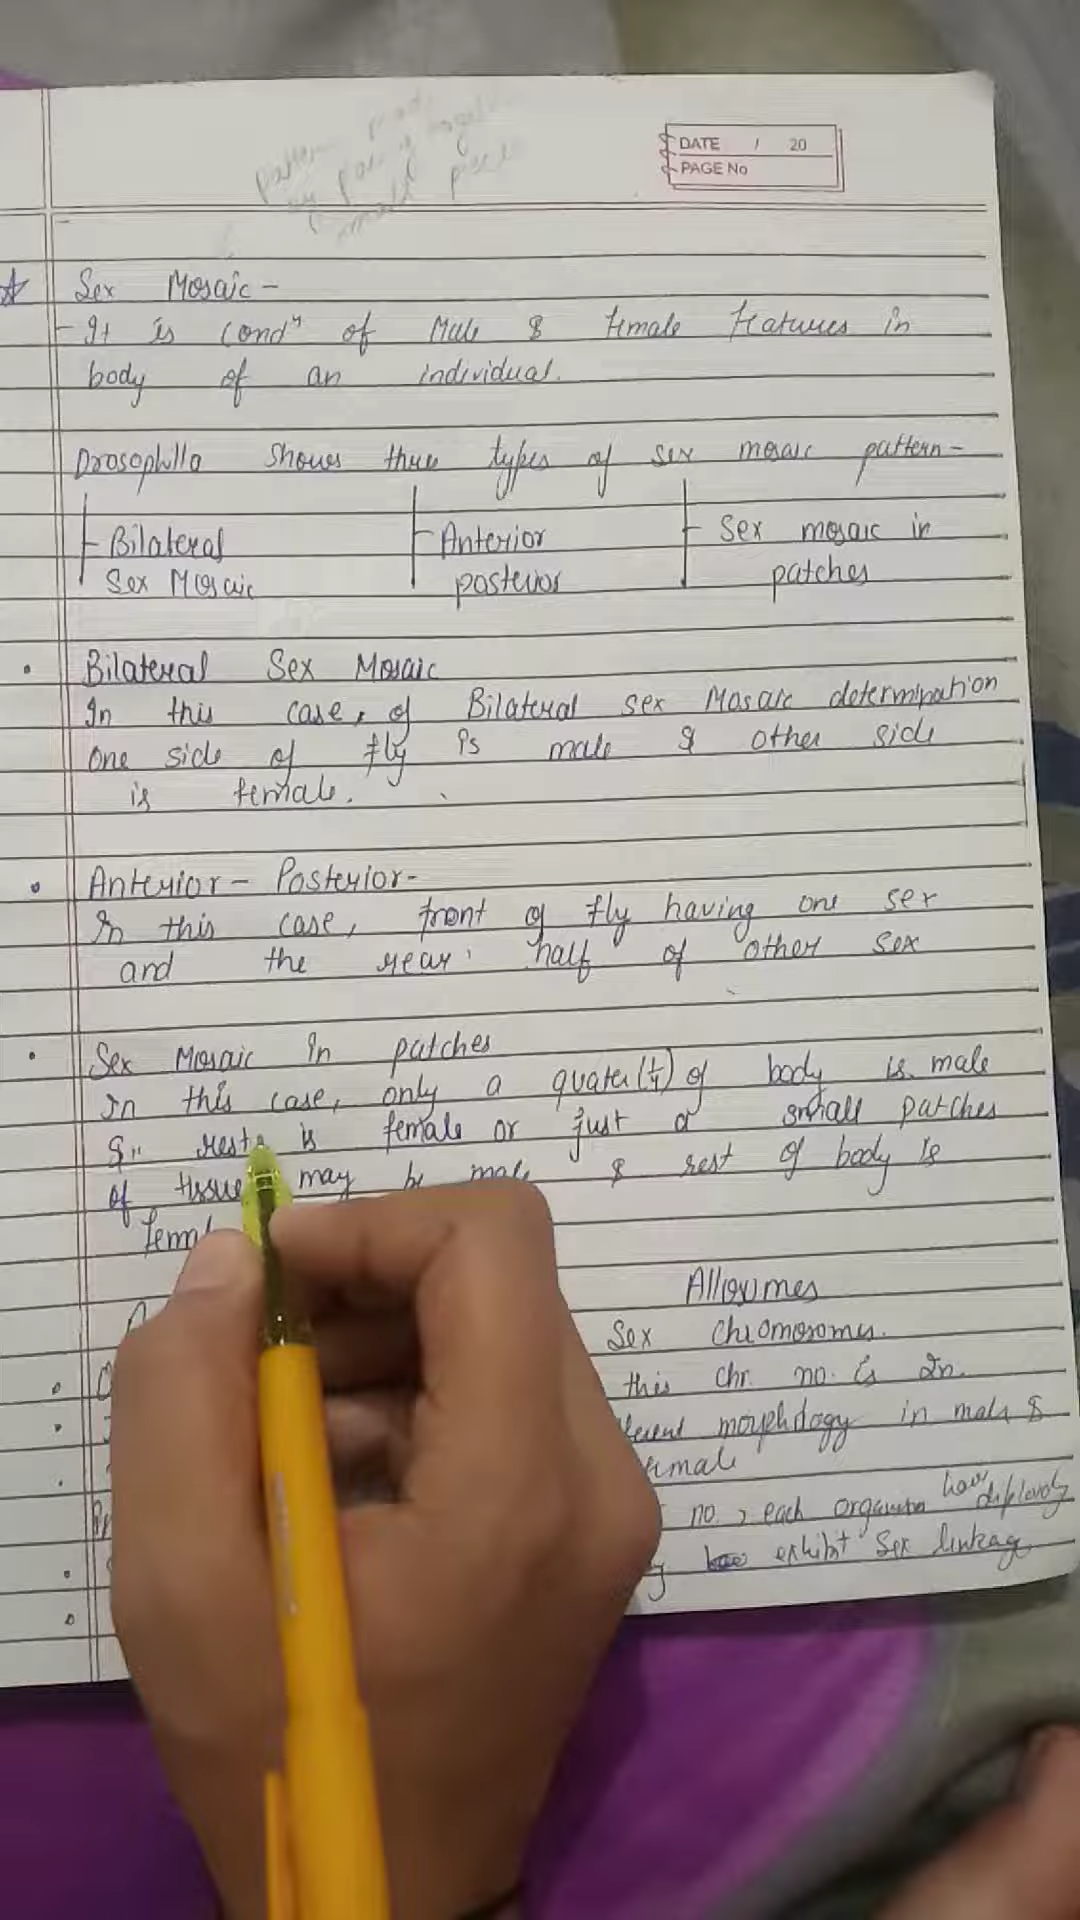 DATE / 20
PAGE No
Sex Mosaic -
- It is condⁿ of Male & female features in
body of an individual.
Drosophilla shows three types of sex mosaic pattern -
- Bilateral Sex Mosaic
- Anterior posterior
- Sex mosaic in patches
• Bilateral Sex Mosaic
In this case, of Bilateral sex Mosaic determination
one side of fly is male & other side
is female.
• Anterior - Posterior -
In this case, front of fly having one sex
and the rear half of other sex
• Sex Mosaic In patches
In this case, only a quater (1/4) of body is male
& rest is female or just a small patches
of tissue may be male & rest of body is
Allosomes
Sex chromosomes.
this chr. no. is 2n.
morphology in male &
no. , each organism have diploidy
exhibit Sex linkage